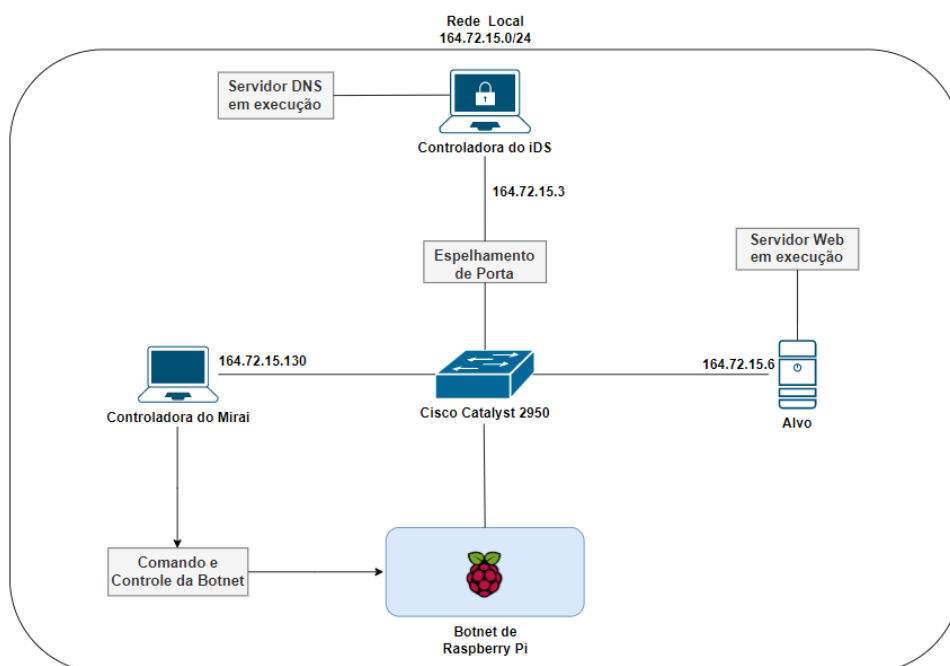 Rede Local
164.72.15.0/24
Servidor DNS
em execução
Controladora do iDS
164.72.15.3
Servidor Web
em execução
Espelhamento
de Porta
164.72.15.130
164.72.15.6
Controladora do Mirai
Cisco Catalyst 2950
Alvo
Comando e
Controle da Botnet
Botnet de
Raspberry Pi